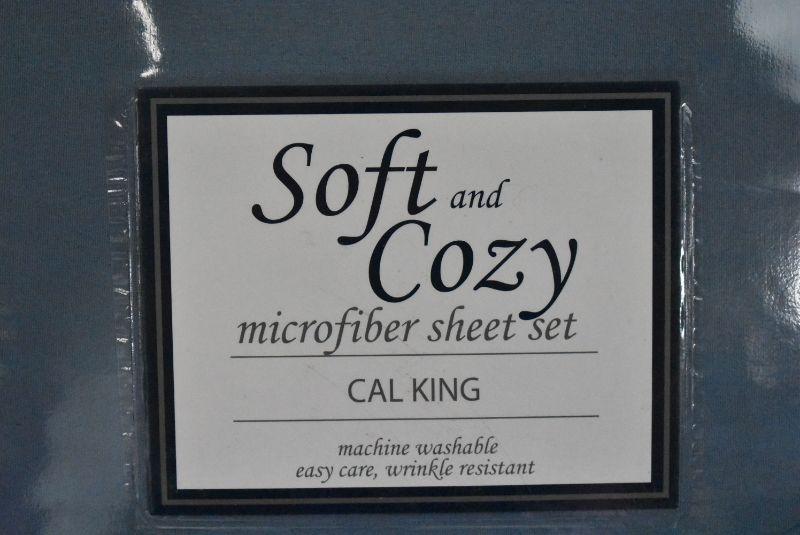 Soft and
Cozy
microfiber sheet set
CAL KING
machine washable
easy care, wrinkle resistant